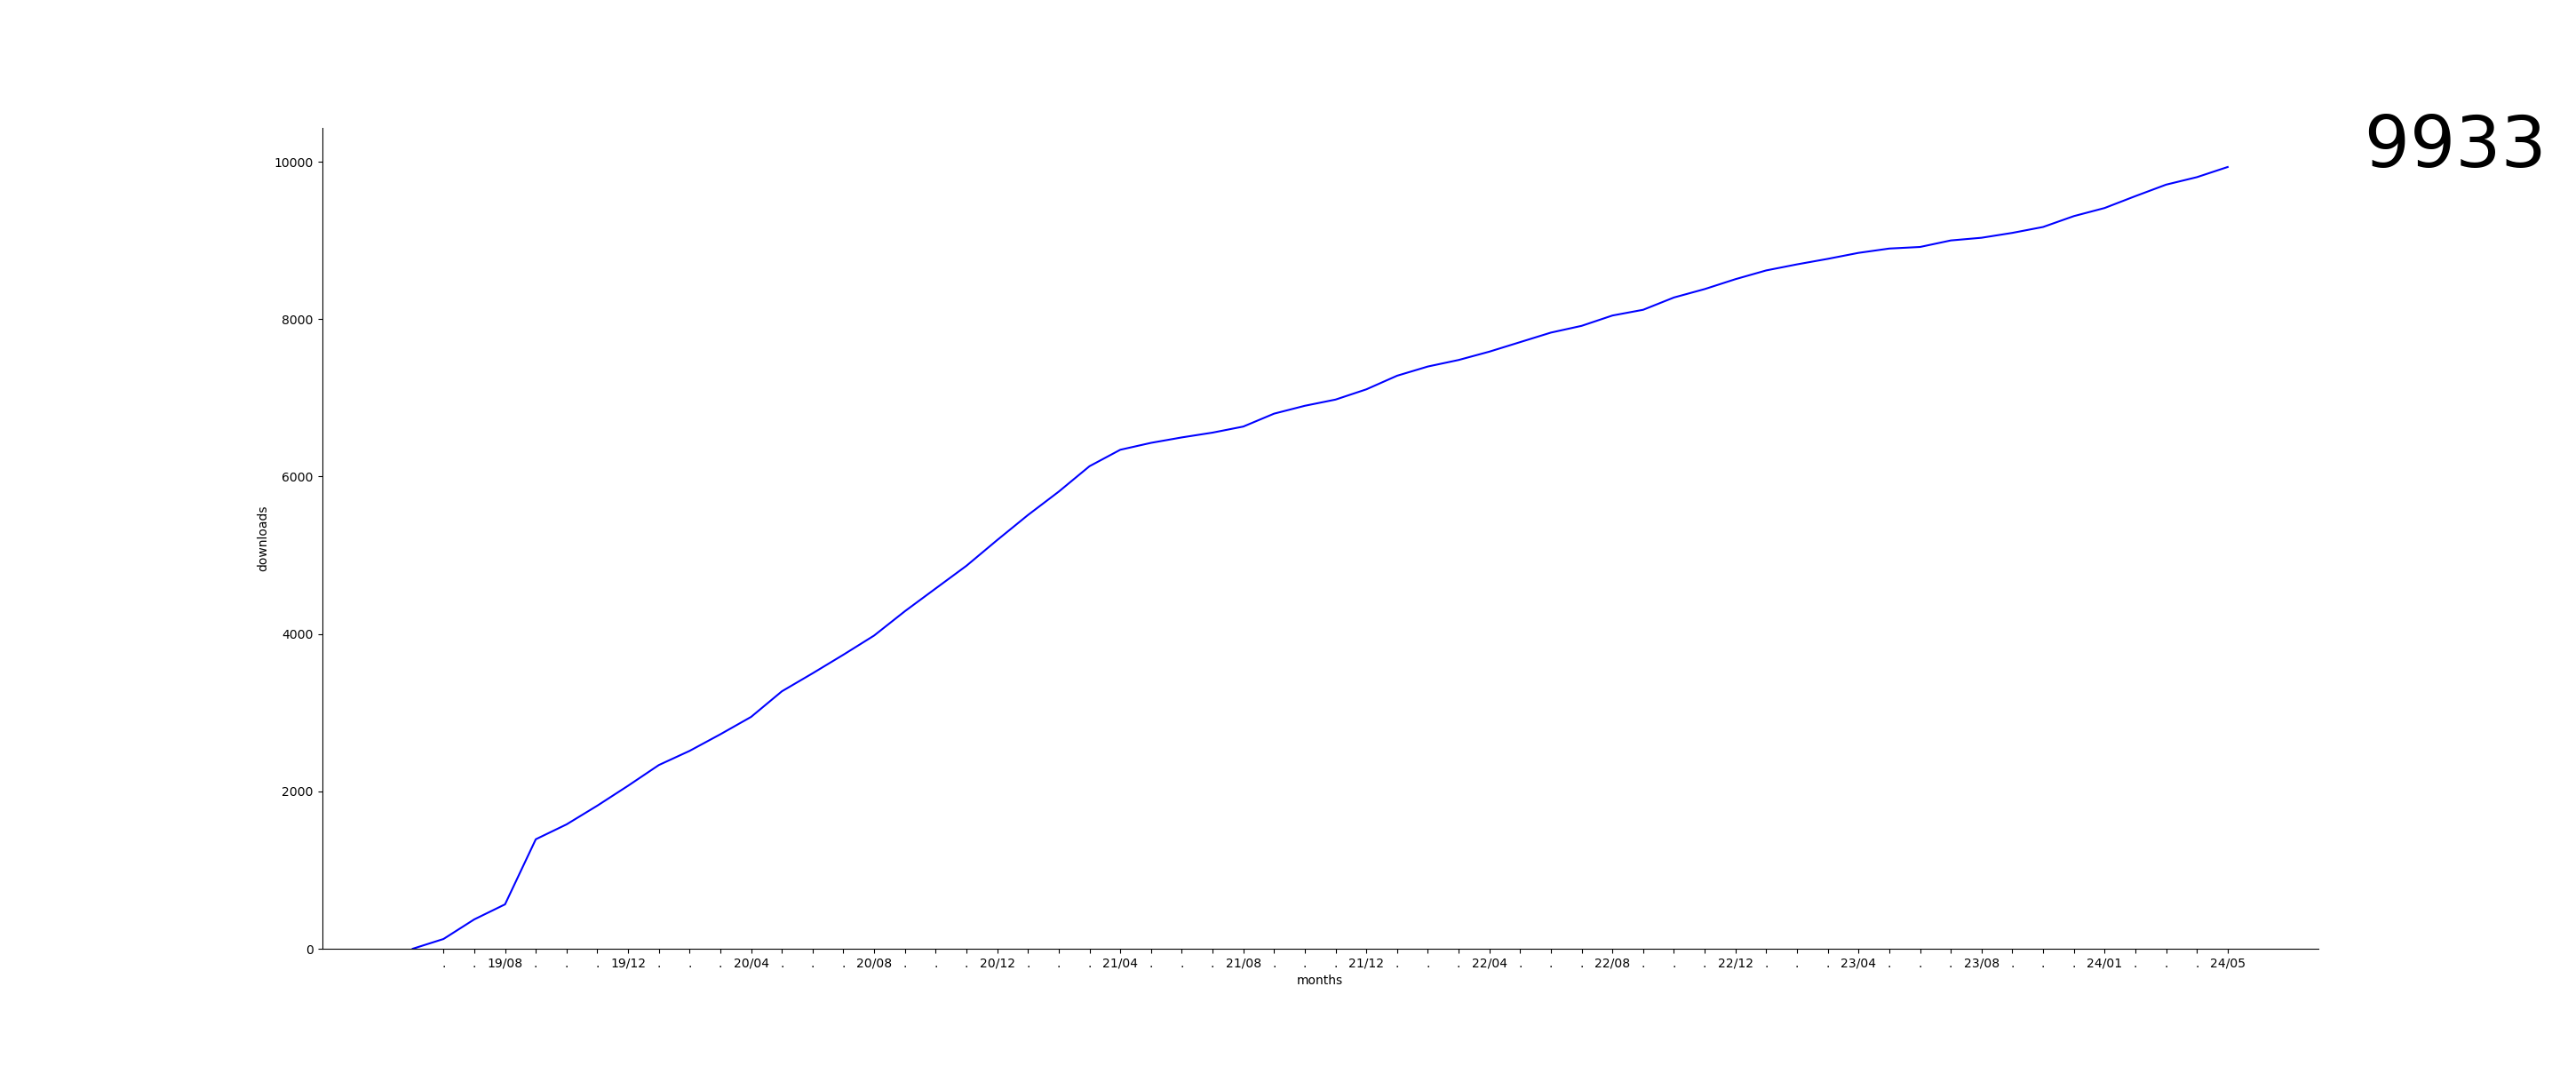 9933
10000
8000
6000
4000
2000
0
downloads
. . 19/08 . . . 19/12 . . . 20/04 . . . 20/08 . . . 20/12 . . . 21/04 . . . 21/08 . . . 21/12 . . . 22/04 . . . 22/08 . . . 22/12 . . . 23/04 . . . 23/08 . . . 24/01 . . . 24/05
months